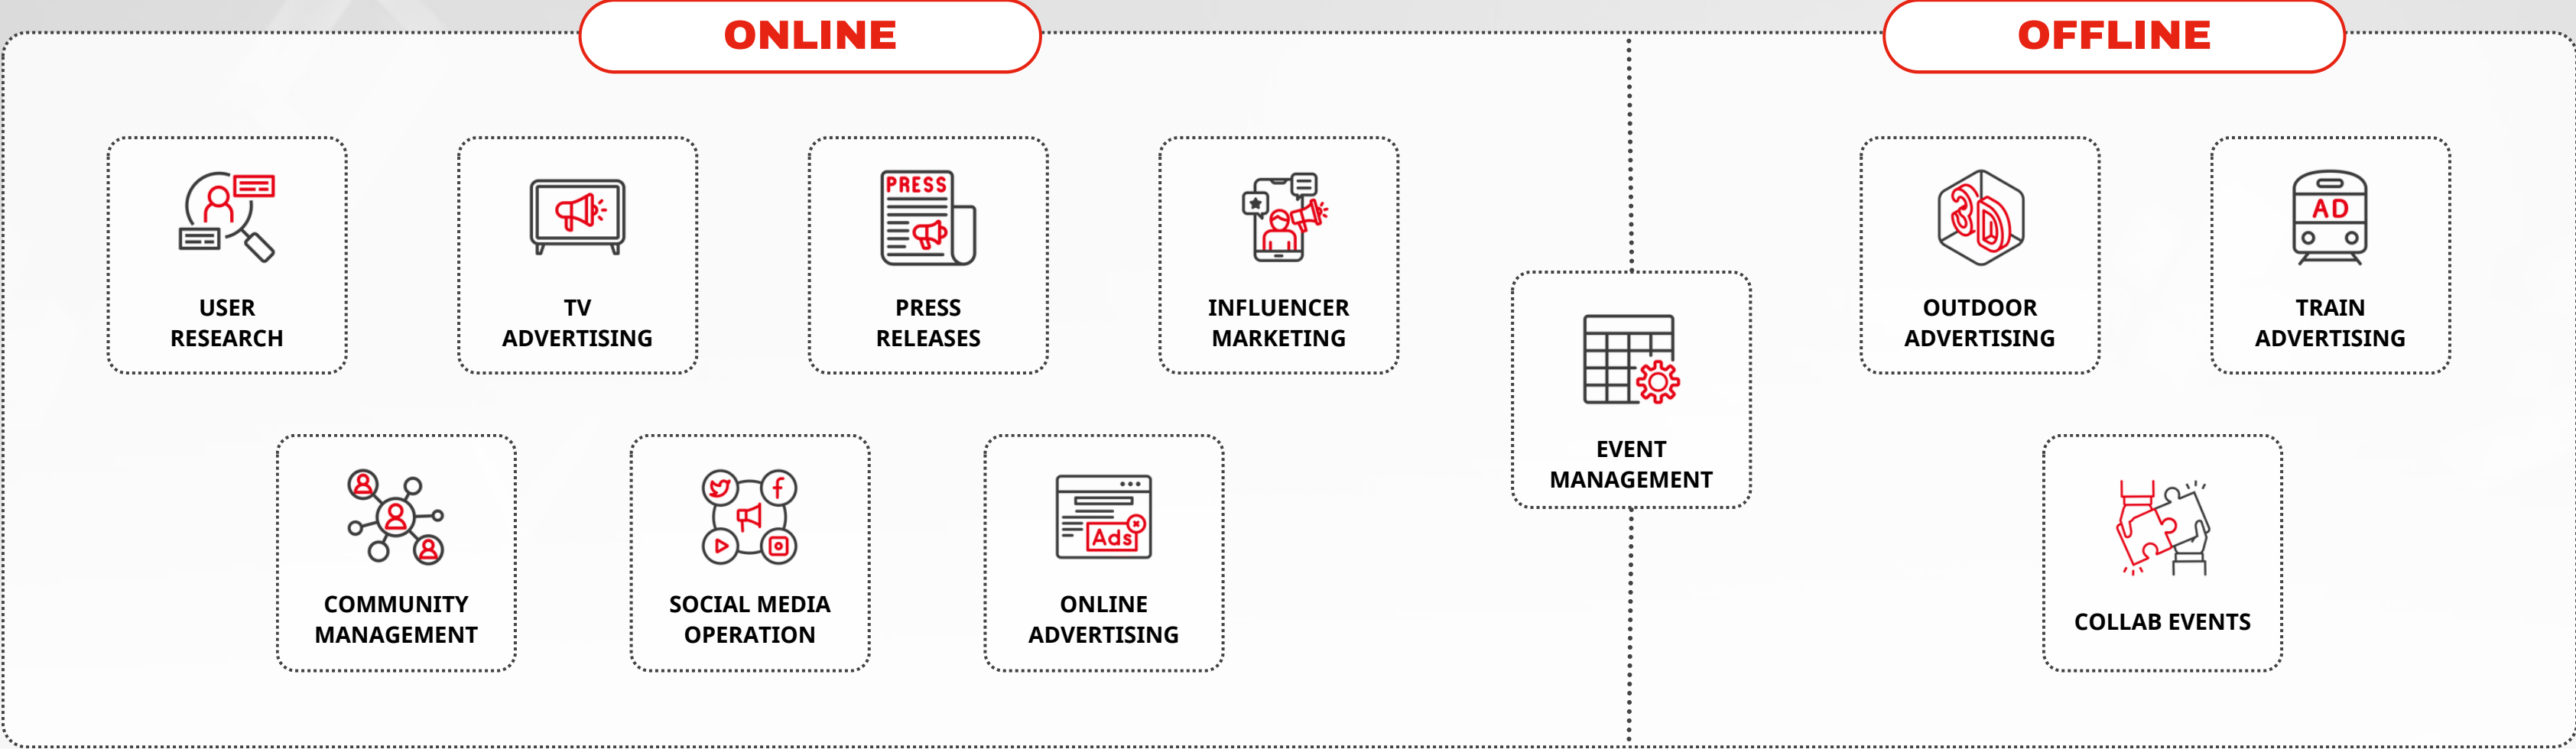 ONLINE
OFFLINE
USER
RESEARCH
TV
ADVERTISING
PRESS
PRESS
RELEASES
INFLUENCER
MARKETING
EVENT
MANAGEMENT
3D
OUTDOOR
ADVERTISING
AD
TRAIN
ADVERTISING
COMMUNITY
MANAGEMENT
SOCIAL MEDIA
OPERATION
Ads
ONLINE
ADVERTISING
COLLAB EVENTS